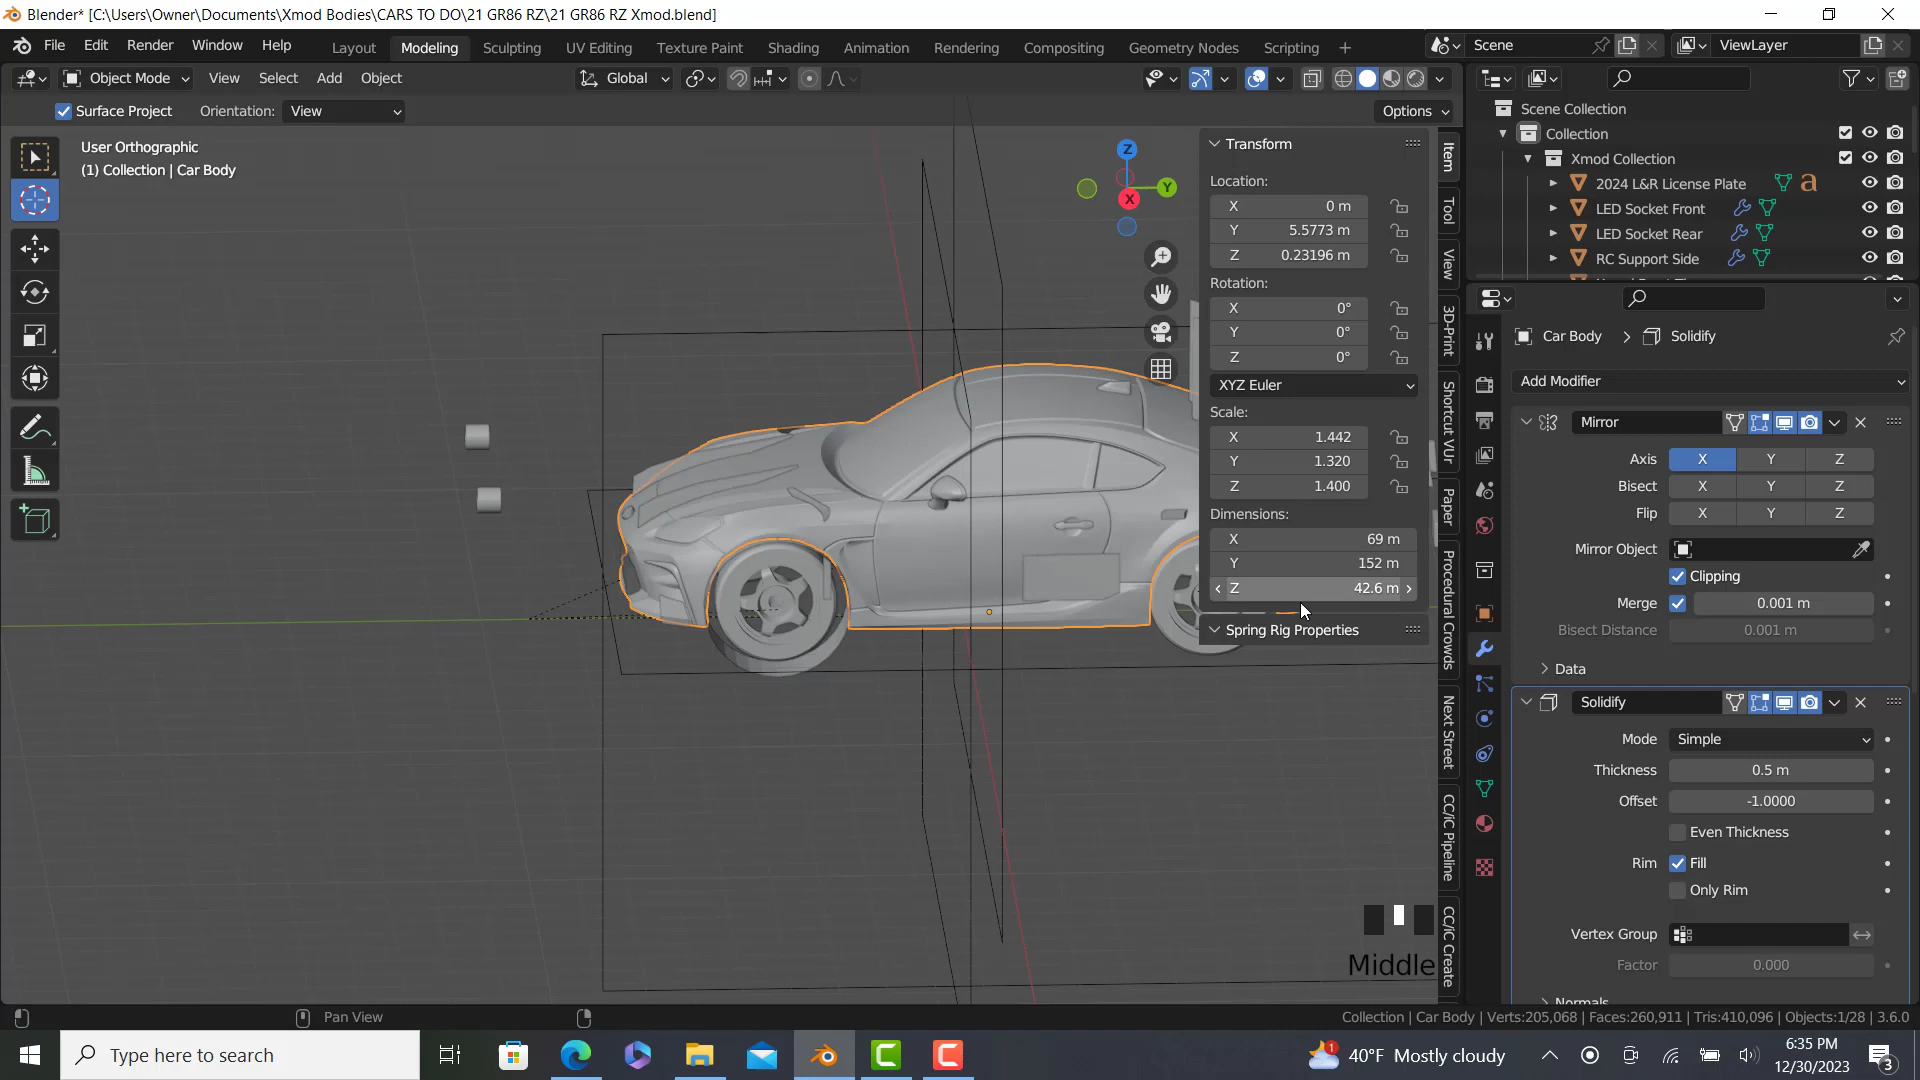 Blender* [C:\Users\Owner\Documents\Xmod Bodies\CARS TO DO\21 GR86 RZ\21 GR86 RZ Xmod.blend]
File Edit Render Window Help Layout Modeling Sculpting UV Editing Texture Paint Shading Animation Rendering Compositing Geometry Nodes Scripting + Scene ViewLayer
Object Mode View Select Add Object Global
Surface Project Orientation: View Options
User Orthographic
(1) Collection | Car Body
Z
Y
X
Transform
Location:
X 0 m
Y 5.5773 m
Z 0.23196 m
Rotation:
X 0°
Y 0°
Z 0°
XYZ Euler
Scale:
X 1.442
Y 1.320
Z 1.400
Dimensions:
X 69 m
Y 152 m
Z 42.6 m
Spring Rig Properties
Item
Tool
View
3D-Print
Shortcut VUr
Paper
Procedural Crowds
Next Street
CC/iC Pipeline
CC/iC Create
Middle
Scene Collection
Collection
Xmod Collection
2024 L&R License Plate
LED Socket Front
LED Socket Rear
RC Support Side
Car Body > Solidify
Add Modifier
Mirror
Axis X Y Z
Bisect X Y Z
Flip X Y Z
Mirror Object
Clipping
Merge 0.001 m
Bisect Distance 0.001 m
Data
Solidify
Mode Simple
Thickness 0.5 m
Offset -1.0000
Even Thickness
Rim Fill
Only Rim
Vertex Group
Factor 0.000
Normals
Pan View
Collection | Car Body | Verts:205,068 | Faces:260,911 | Tris:410,096 | Objects:1/28 | 3.6.0
Type here to search
40°F Mostly cloudy
6:35 PM
12/30/2023
3